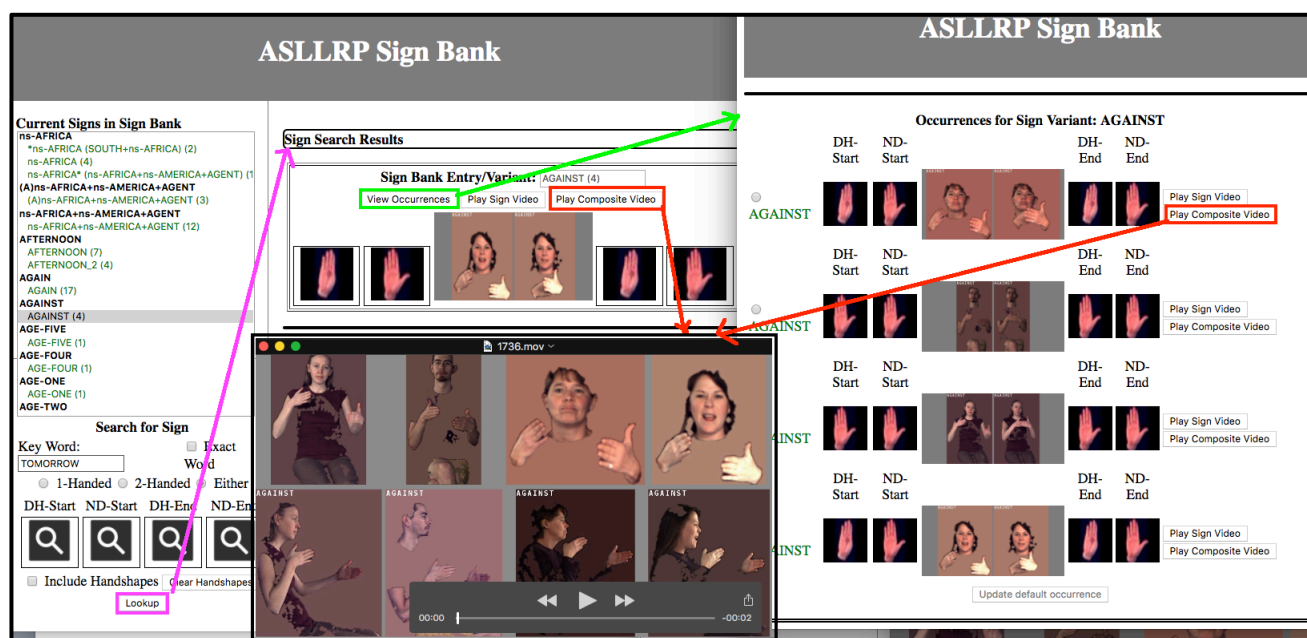 ASLLRP Sign Bank
Current Signs in Sign Bank
ns-AFRICA
*ns-AFRICA (SOUTH+ns-AFRICA) (2)
ns-AFRICA (4)
ns-AFRICA* (ns-AFRICA+ns-AMERICA+AGENT) (1
(A)ns-AFRICA+ns-AMERICA+AGENT
(A)ns-AFRICA+ns-AMERICA+AGENT (3)
ns-AFRICA+ns-AMERICA+AGENT
ns-AFRICA+ns-AMERICA+AGENT (12)
AFTERNOON
AFTERNOON (7)
AFTERNOON_2 (4)
AGAIN
AGAIN (17)
AGAINST
AGAINST (4)
AGE-FIVE
AGE-FIVE (1)
AGE-FOUR
AGE-FOUR (1)
AGE-ONE
AGE-ONE (1)
AGE-TWO
Search for Sign
Key Word: Exact
TOMORROW Word
1-Handed 2-Handed Either
DH-Start ND-Start DH-End ND-En
Include Handshapes Clear Handshapes
Lookup
Sign Search Results
Sign Bank Entry/Variant: AGAINST (4)
View Occurrences Play Sign Video Play Composite Video
AGAINST AGAINST
1736.mov
AGAINST AGAINST AGAINST AGAINST
00:00 -00:02
ASLLRP Sign Bank
Occurrences for Sign Variant: AGAINST
DH-Start ND-Start DH-End ND-End
AGAINST
AGAINST AGAINST
Play Sign Video
Play Composite Video
DH-Start ND-Start DH-End ND-End
AGAINST
AGAINST AGAINST
Play Sign Video
Play Composite Video
DH-Start ND-Start DH-End ND-End
AINST
AGAINST AGAINST
Play Sign Video
Play Composite Video
DH-Start ND-Start DH-End ND-End
AINST
AGAINST AGAINST
Play Sign Video
Play Composite Video
Update default occurrence